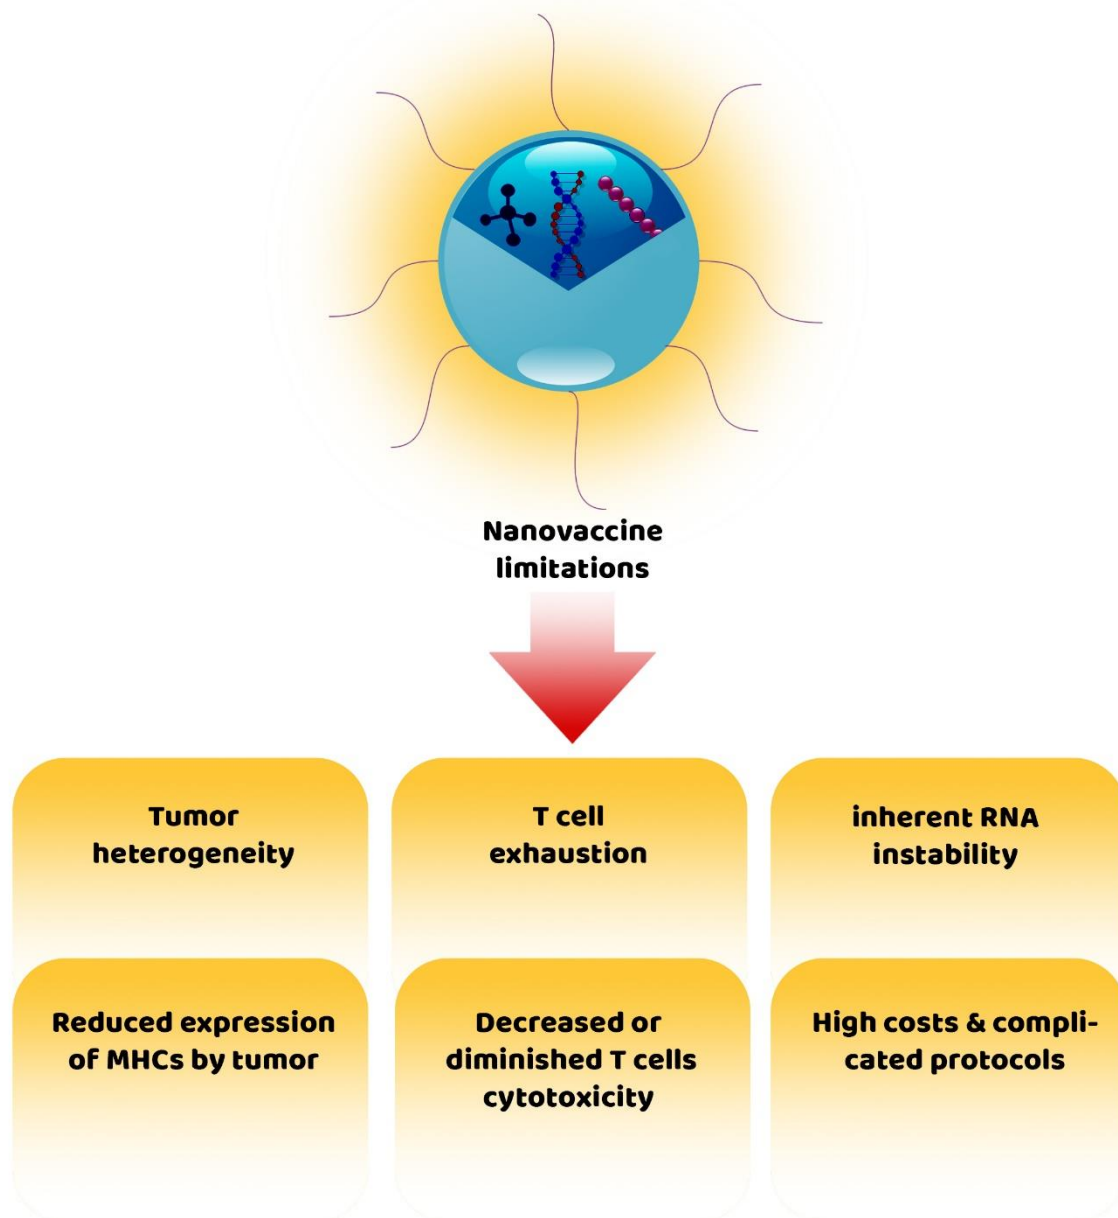 Nanovaccine
limitations
Tumor
heterogeneity
T cell
exhaustion
inherent RNA
instability
Reduced expression
of MHCs by tumor
Decreased or
diminished T cells
cytotoxicity
High costs & compli-
cated protocols